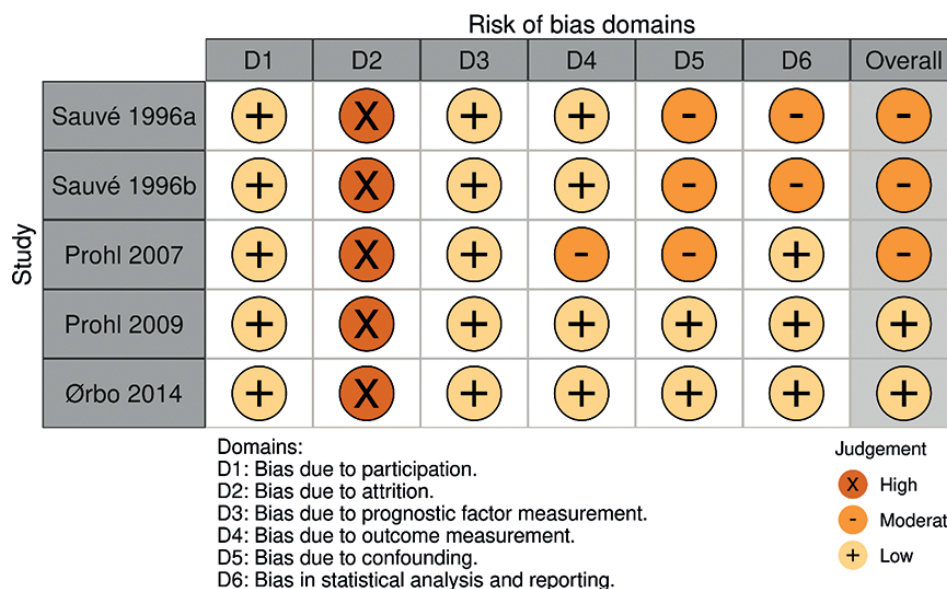 Risk of bias domains
D1 D2 D3 D4 D5 D6 Overall
Study
Sauvé 1996a + X + + - - -
Sauvé 1996b + X + + - - -
Prohl 2007 + X + - - + -
Prohl 2009 + X + + + + +
Ørbo 2014 + X + + + + +
Domains:
D1: Bias due to participation.
D2: Bias due to attrition.
D3: Bias due to prognostic factor measurement.
D4: Bias due to outcome measurement.
D5: Bias due to confounding.
D6: Bias in statistical analysis and reporting.
Judgement
X High
- Moderat
+ Low